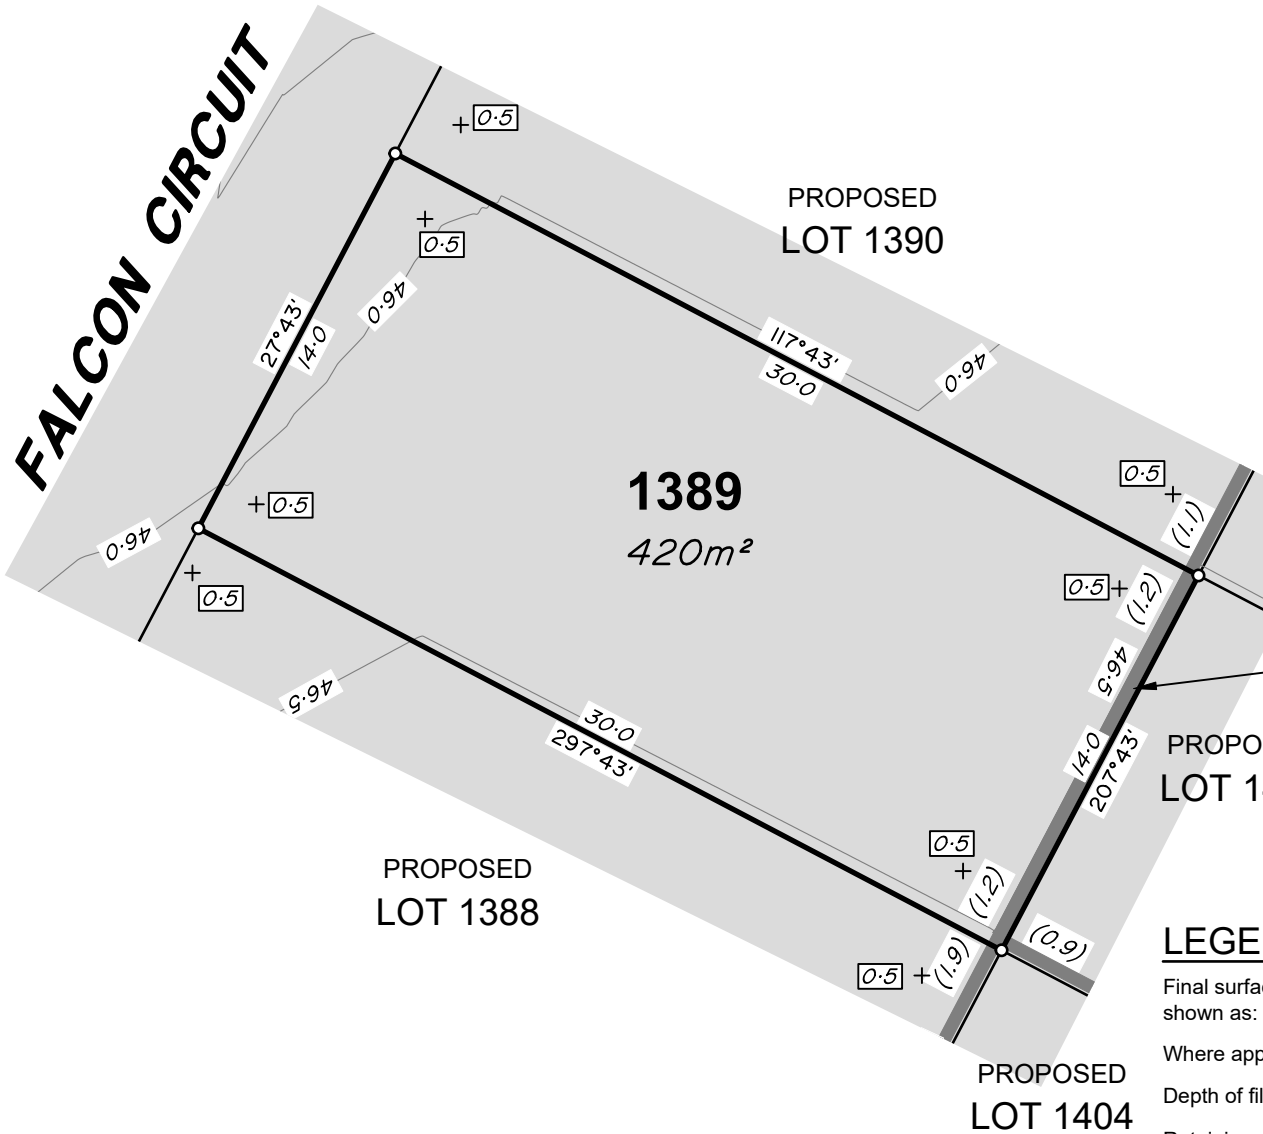 FALCON CIRCUIT
0·5
PROPOSED
LOT 1390
0·5
46·0
27°43'
14·0
117°43'
30·0
46·0
1389
420m²
0·5
(1.1)
0·5
46·0
0·5
0·5
(1.2)
46·5
46·5
30·0
297°43'
14·0
207°43'
PROPO
LOT 1
PROPOSED
LOT 1388
0·5
(1.2)
(0.9)
0·5
(1.9)
LEGE
Final surfa
shown as:
Where app
Depth of fil
PROPOSED
LOT 1404